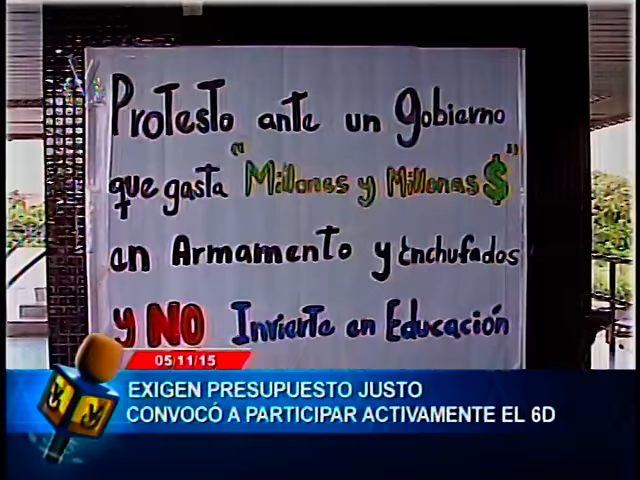 Protesto ante un gobierno
que gasta "Millones y Millones $"
en Armamento y Enchufados
y NO Invierte en Educación
05/11/15
EXIGEN PRESUPUESTO JUSTO
CONVOCÓ A PARTICIPAR ACTIVAMENTE EL 6D